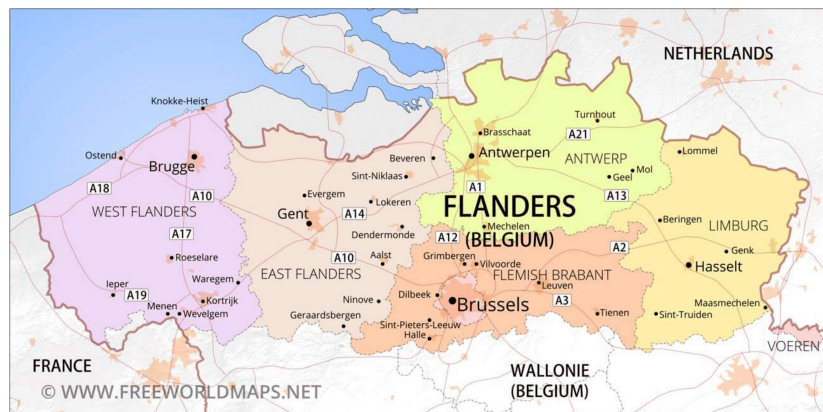 NETHERLANDS
Knokke-Heist
Turnhout
Brasschaat
A21
Ostend
Brugge
Beveren
Antwerpen
ANTWERP
Lommel
Sint-Niklaas
Mol
Geel
A18
A10
Evergem
A1
A13
WEST FLANDERS
Gent
A14
Lokeren
FLANDERS
(BELGIUM)
Beringen
LIMBURG
A17
Dendermonde
Mechelen
A12
A2
Roeselare
A10
Aalst
Grimbergen
Vilvoorde
Genk
EAST FLANDERS
FLEMISH BRABANT
Hasselt
Ieper
A19
Waregem
Leuven
Menen
Wevelgem
Kortrijk
Ninove
Dilbeek
Brussels
A3
Maasmechelen
Geraardsbergen
Sint-Pieters-Leeuw
Halle
Tienen
Sint-Truiden
VOEREN
FRANCE
WALLONIE
(BELGIUM)
© WWW.FREEWORLDMAPS.NET